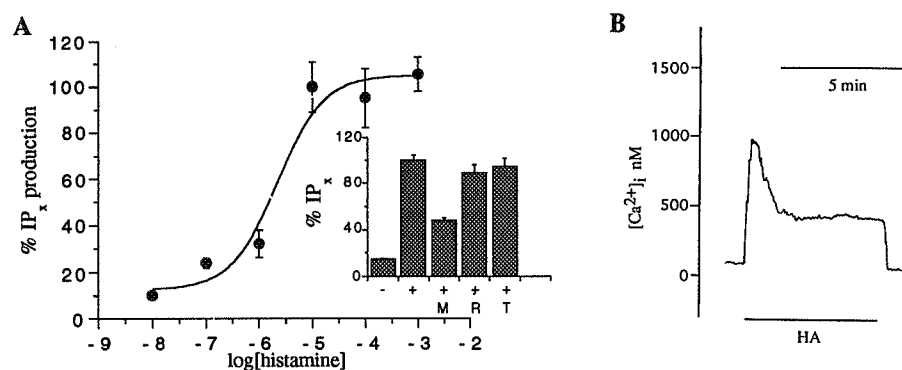 A
120
100
80
60
40
20
0
% IPx production
-9 -8 -7 -6 -5 -4 -3 -2
log[histamine]
120
80
40
0
% IPx
- + + + +
M R T
B
1500
1000
500
0
[Ca2+]i nM
5 min
HA